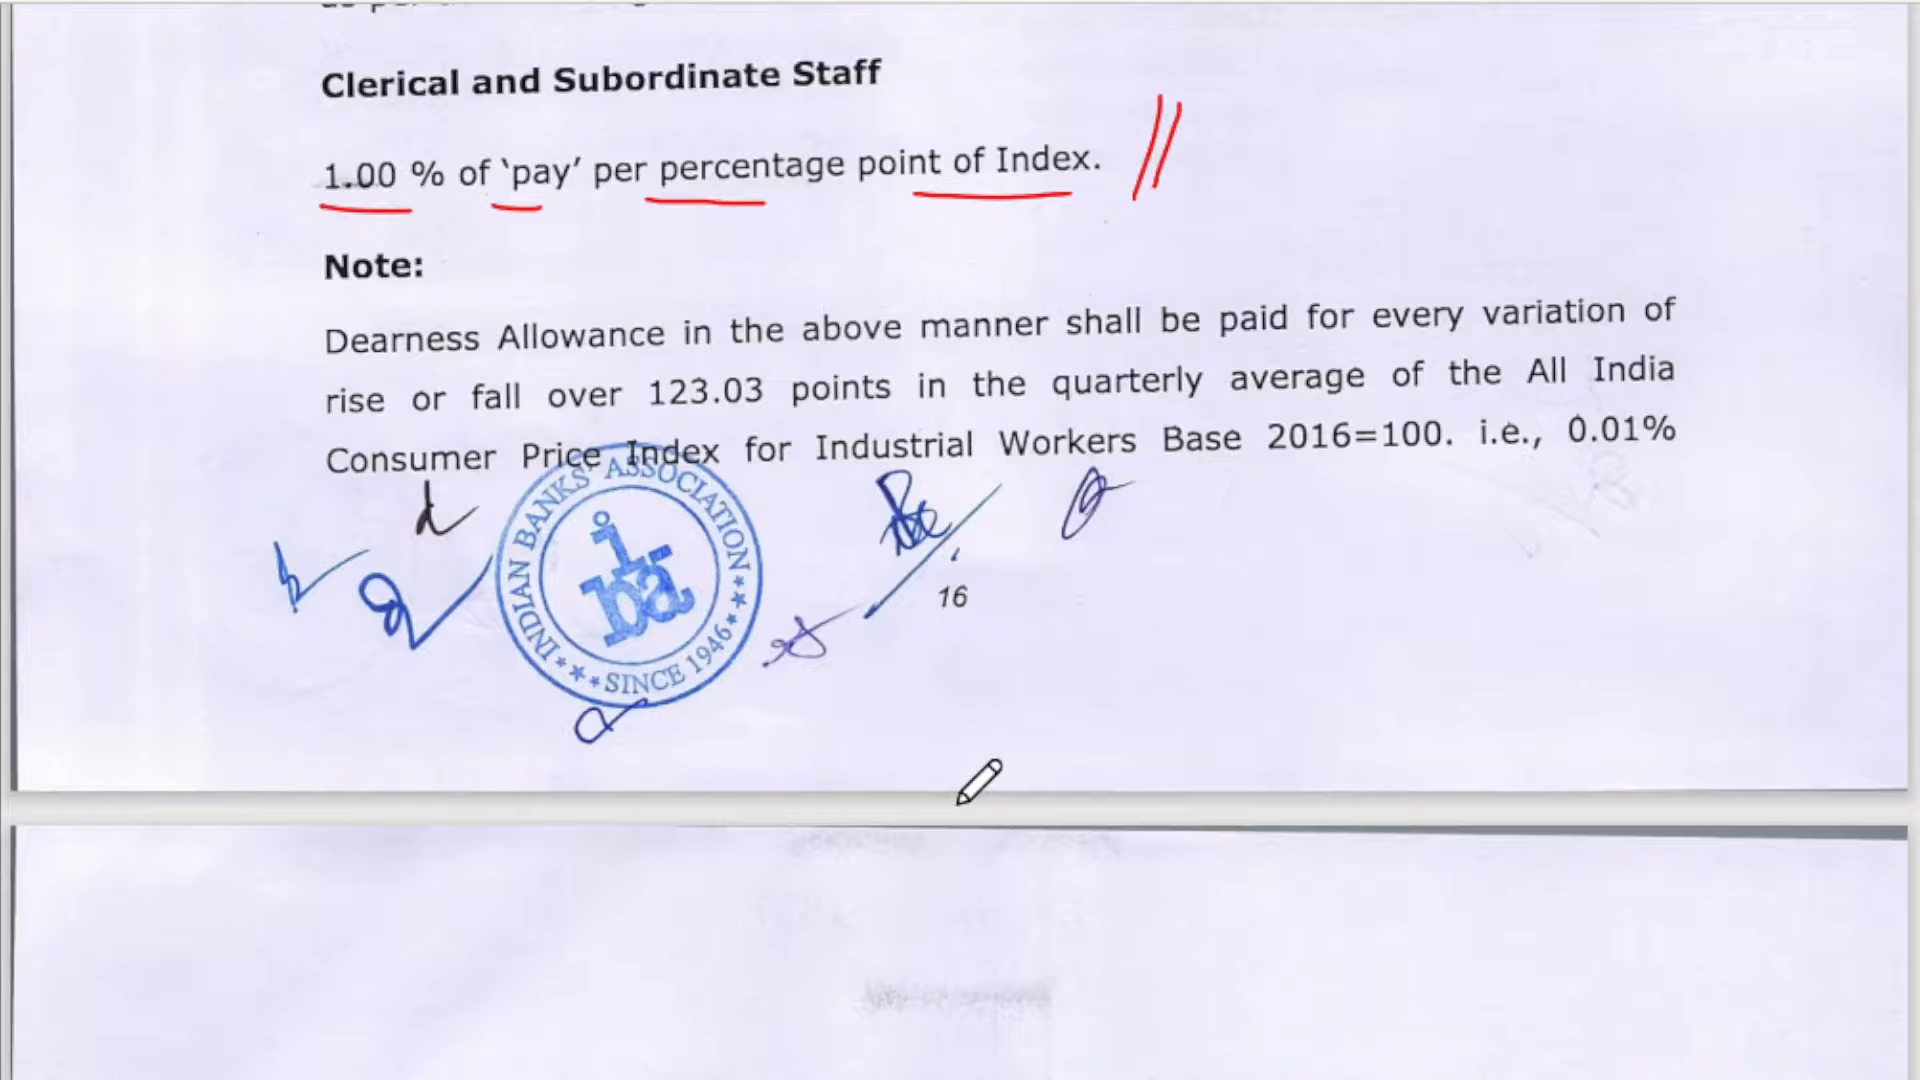 Clerical and Subordinate Staff
1.00 % of ‘pay’ per percentage point of Index.
Note:
Dearness Allowance in the above manner shall be paid for every variation of
rise or fall over 123.03 points in the quarterly average of the All India
Consumer Price Index for Industrial Workers Base 2016=100. i.e., 0.01%
INDIAN BANKS' ASSOCIATION
iba
SINCE 1946
16